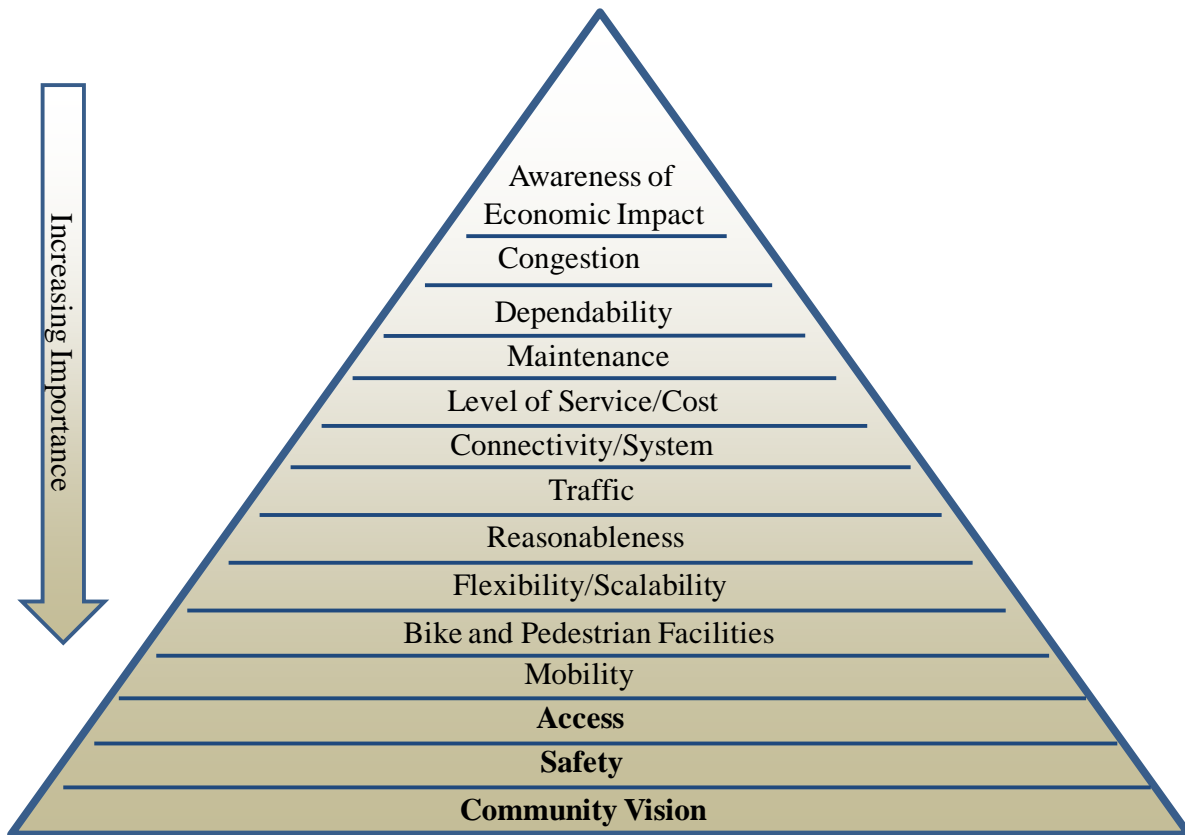 Increasing Importance
Awareness of
Economic Impact
Congestion
Dependability
Maintenance
Level of Service/Cost
Connectivity/System
Traffic
Reasonableness
Flexibility/Scalability
Bike and Pedestrian Facilities
Mobility
Access
Safety
Community Vision